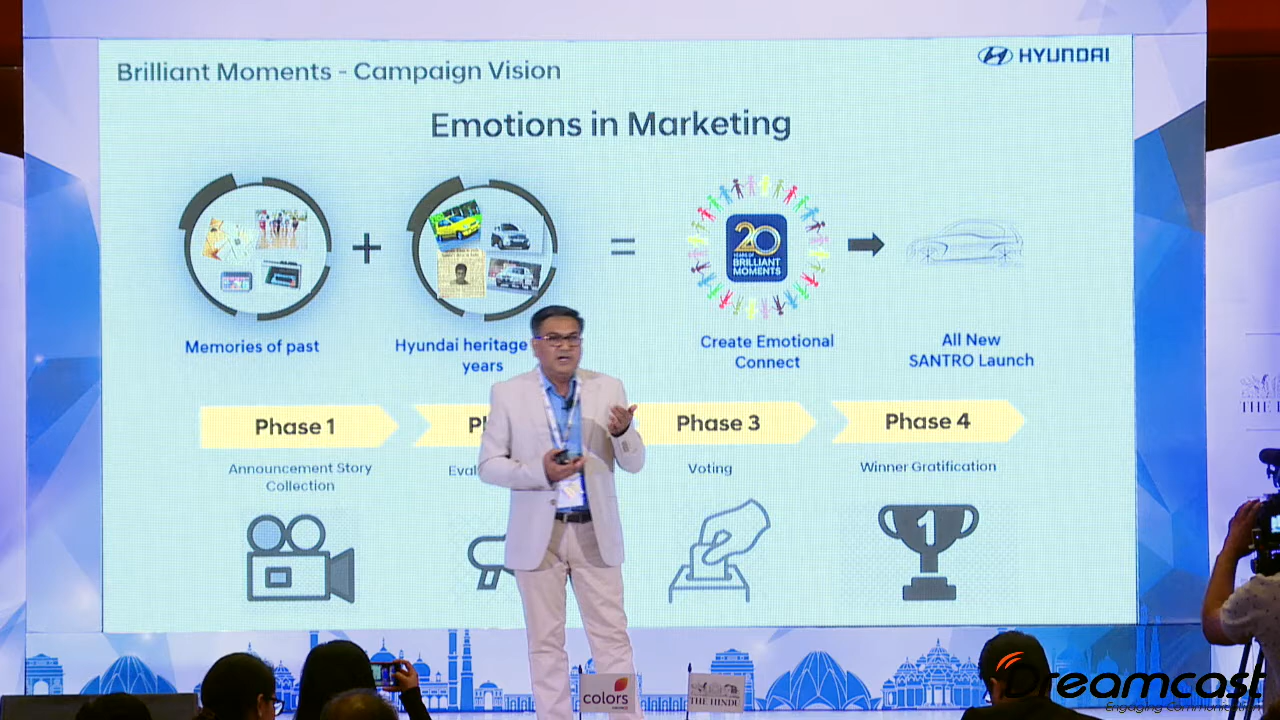 Brilliant Moments - Campaign Vision
HYUNDAI
Emotions in Marketing
+
=
20
YEARS OF
BRILLIANT
MOMENTS
Memories of past
Hyundai heritage
years
Create Emotional
Connect
All New
SANTRO Launch
Phase 1
Phase 3
Phase 4
Announcement Story
Collection
Voting
Winner Gratification
1
colors
THE HINDU
Dreamcast
Engaging Communication